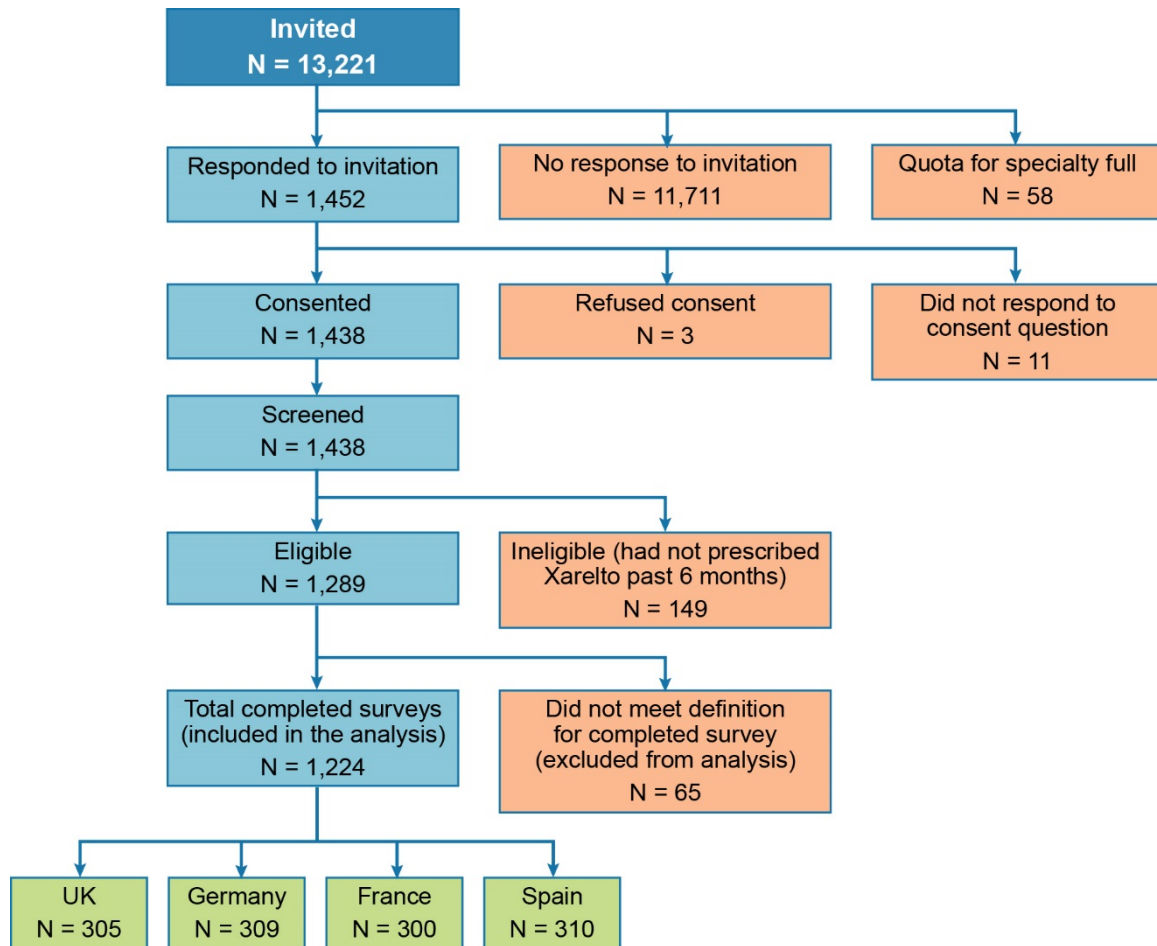 Invited
N = 13,221
Responded to invitation
N = 1,452
No response to invitation
N = 11,711
Quota for specialty full
N = 58
Consented
N = 1,438
Refused consent
N = 3
Did not respond to
consent question
N = 11
Screened
N = 1,438
Eligible
N = 1,289
Ineligible (had not prescribed
Xarelto past 6 months)
N = 149
Total completed surveys
(included in the analysis)
N = 1,224
Did not meet definition
for completed survey
(excluded from analysis)
N = 65
UK
N = 305
Germany
N = 309
France
N = 300
Spain
N = 310